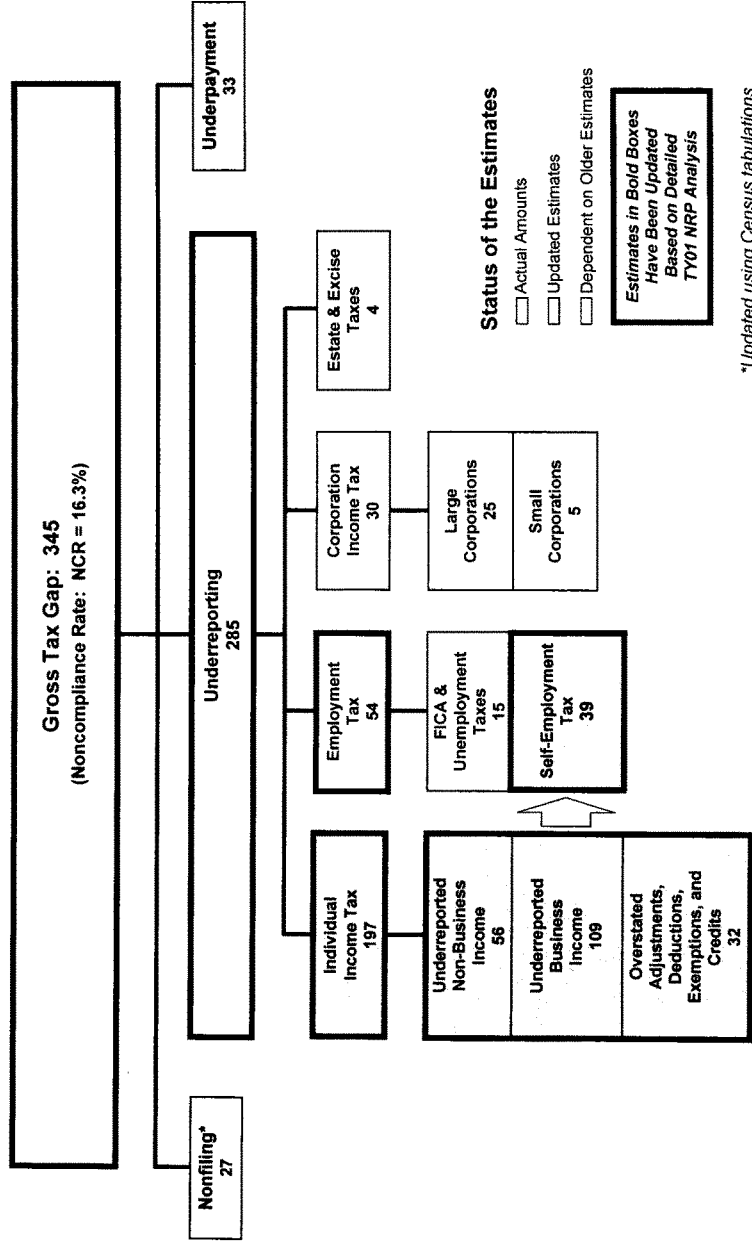 Gross Tax Gap: 345
(Noncompliance Rate: NCR = 16.3%)
Nonfiling*
27
Underreporting
285
Underpayment
33
Individual
Income Tax
197
Employment
Tax
54
Corporation
Income Tax
30
Estate & Excise
Taxes
4
Underreported
Non-Business
Income
56
Underreported
Business
Income
109
Overstated
Adjustments,
Deductions,
Exemptions, and
Credits
32
FICA &
Unemployment
Taxes
15
Self-Employment
Tax
39
Large
Corporations
25
Small
Corporations
5
Status of the Estimates
Actual Amounts
Updated Estimates
Dependent on Older Estimates
Estimates in Bold Boxes
Have Been Updated
Based on Detailed
TY01 NRP Analysis
*Updated using Census tabulations